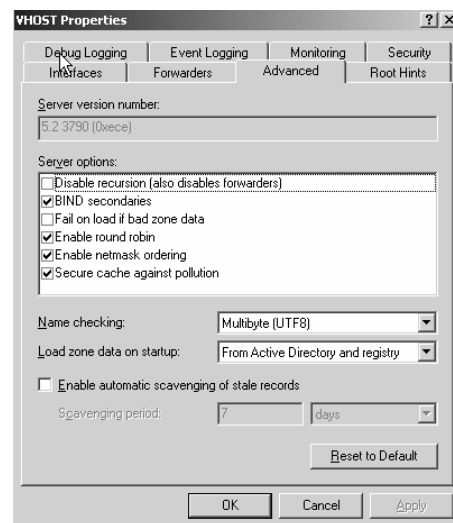 VHOST Properties
Debug Logging Event Logging Monitoring Security
Interfaces Forwarders Advanced Root Hints
Server version number:
5.2 3790 (0xece)
Server options:
Disable recursion (also disables forwarders)
BIND secondaries
Fail on load if bad zone data
Enable round robin
Enable netmask ordering
Secure cache against pollution
Name checking: Multibyte (UTF8)
Load zone data on startup: From Active Directory and registry
Enable automatic scavenging of stale records
Scavenging period: 7 days
Reset to Default
OK Cancel Apply